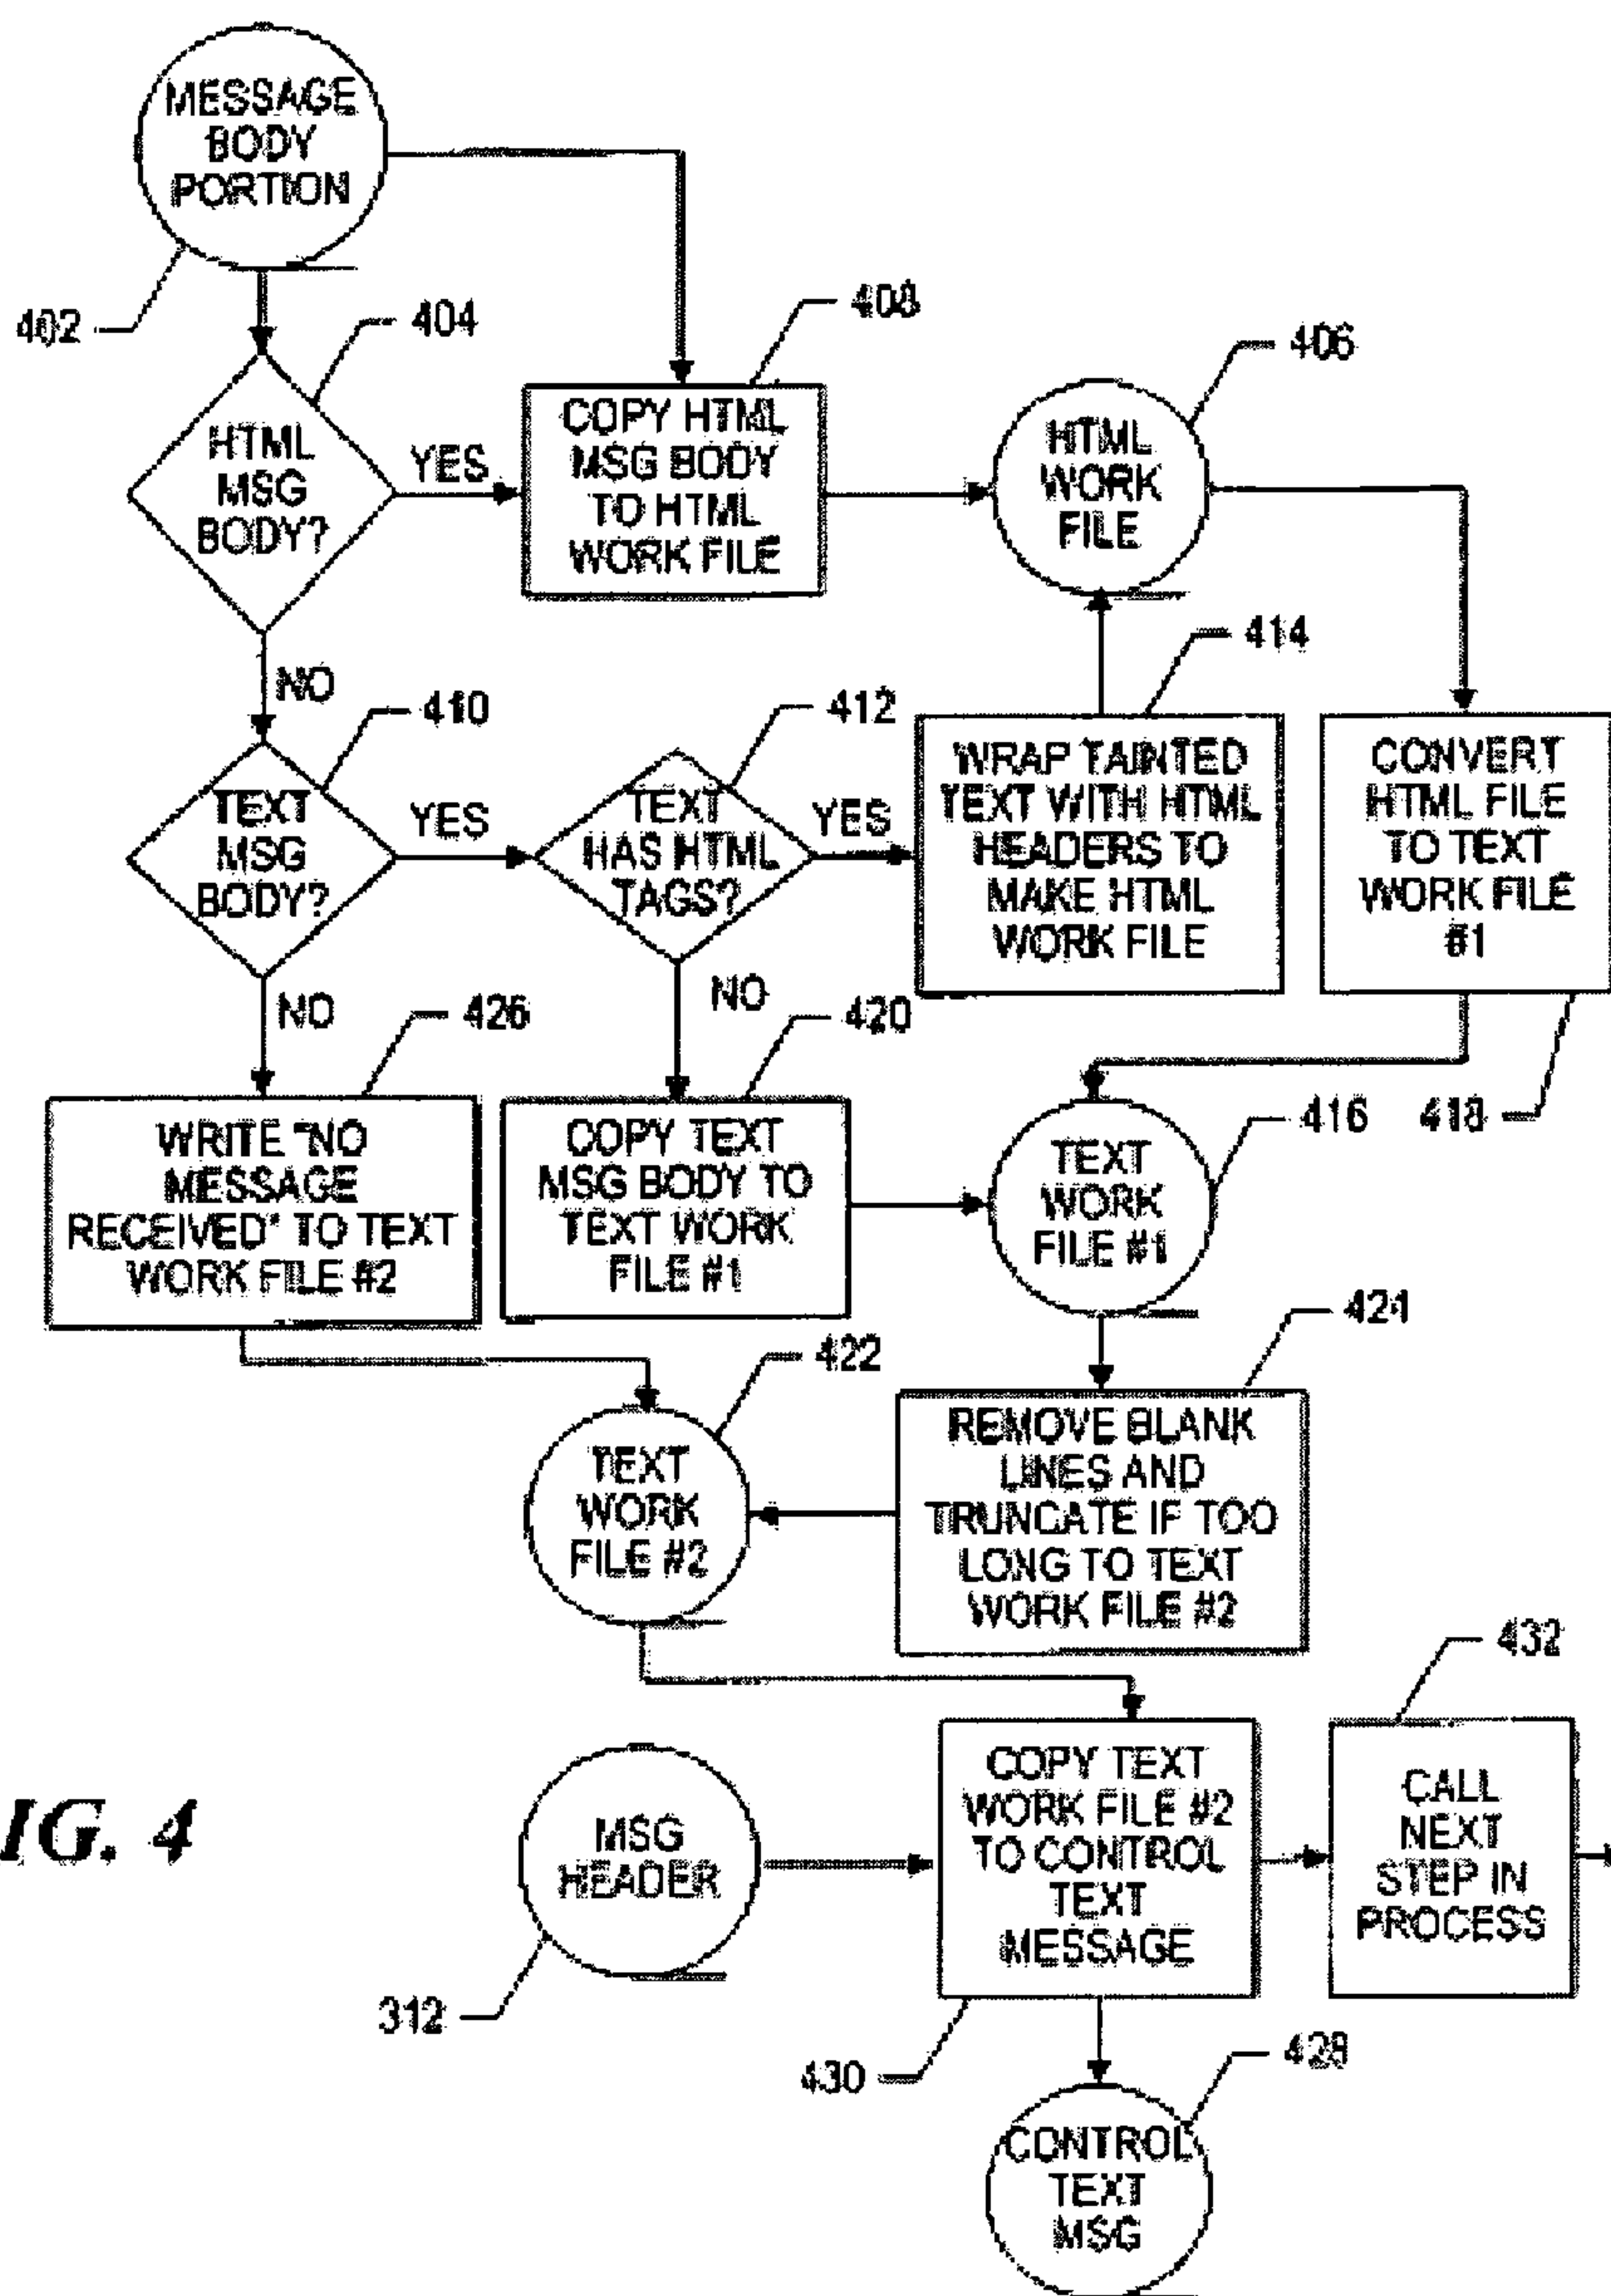 MESSAGE
BODY
PORTION
402
404
HTML
MSG
BODY?
YES
NO
408
COPY HTML
MSG BODY
TO HTML
WORK FILE
406
HTML
WORK
FILE
410
TEXT
MSG
BODY?
YES
NO
412
TEXT
HAS HTML
TAGS?
YES
NO
414
WRAP TAINTED
TEXT WITH HTML
HEADERS TO
MAKE HTML
WORK FILE
CONVERT
HTML FILE
TO TEXT
WORK FILE
#1
418
426
WRITE "NO
MESSAGE
RECEIVED" TO TEXT
WORK FILE #2
420
COPY TEXT
MSG BODY TO
TEXT WORK
FILE #1
416
TEXT
WORK
FILE #1
422
TEXT
WORK
FILE #2
424
REMOVE BLANK
LINES AND
TRUNCATE IF TOO
LONG TO TEXT
WORK FILE #2
IG. 4
MSG
HEADER
312
COPY TEXT
WORK FILE #2
TO CONTROL
TEXT
MESSAGE
430
432
CALL
NEXT
STEP IN
PROCESS
428
CONTROL
TEXT
MSG